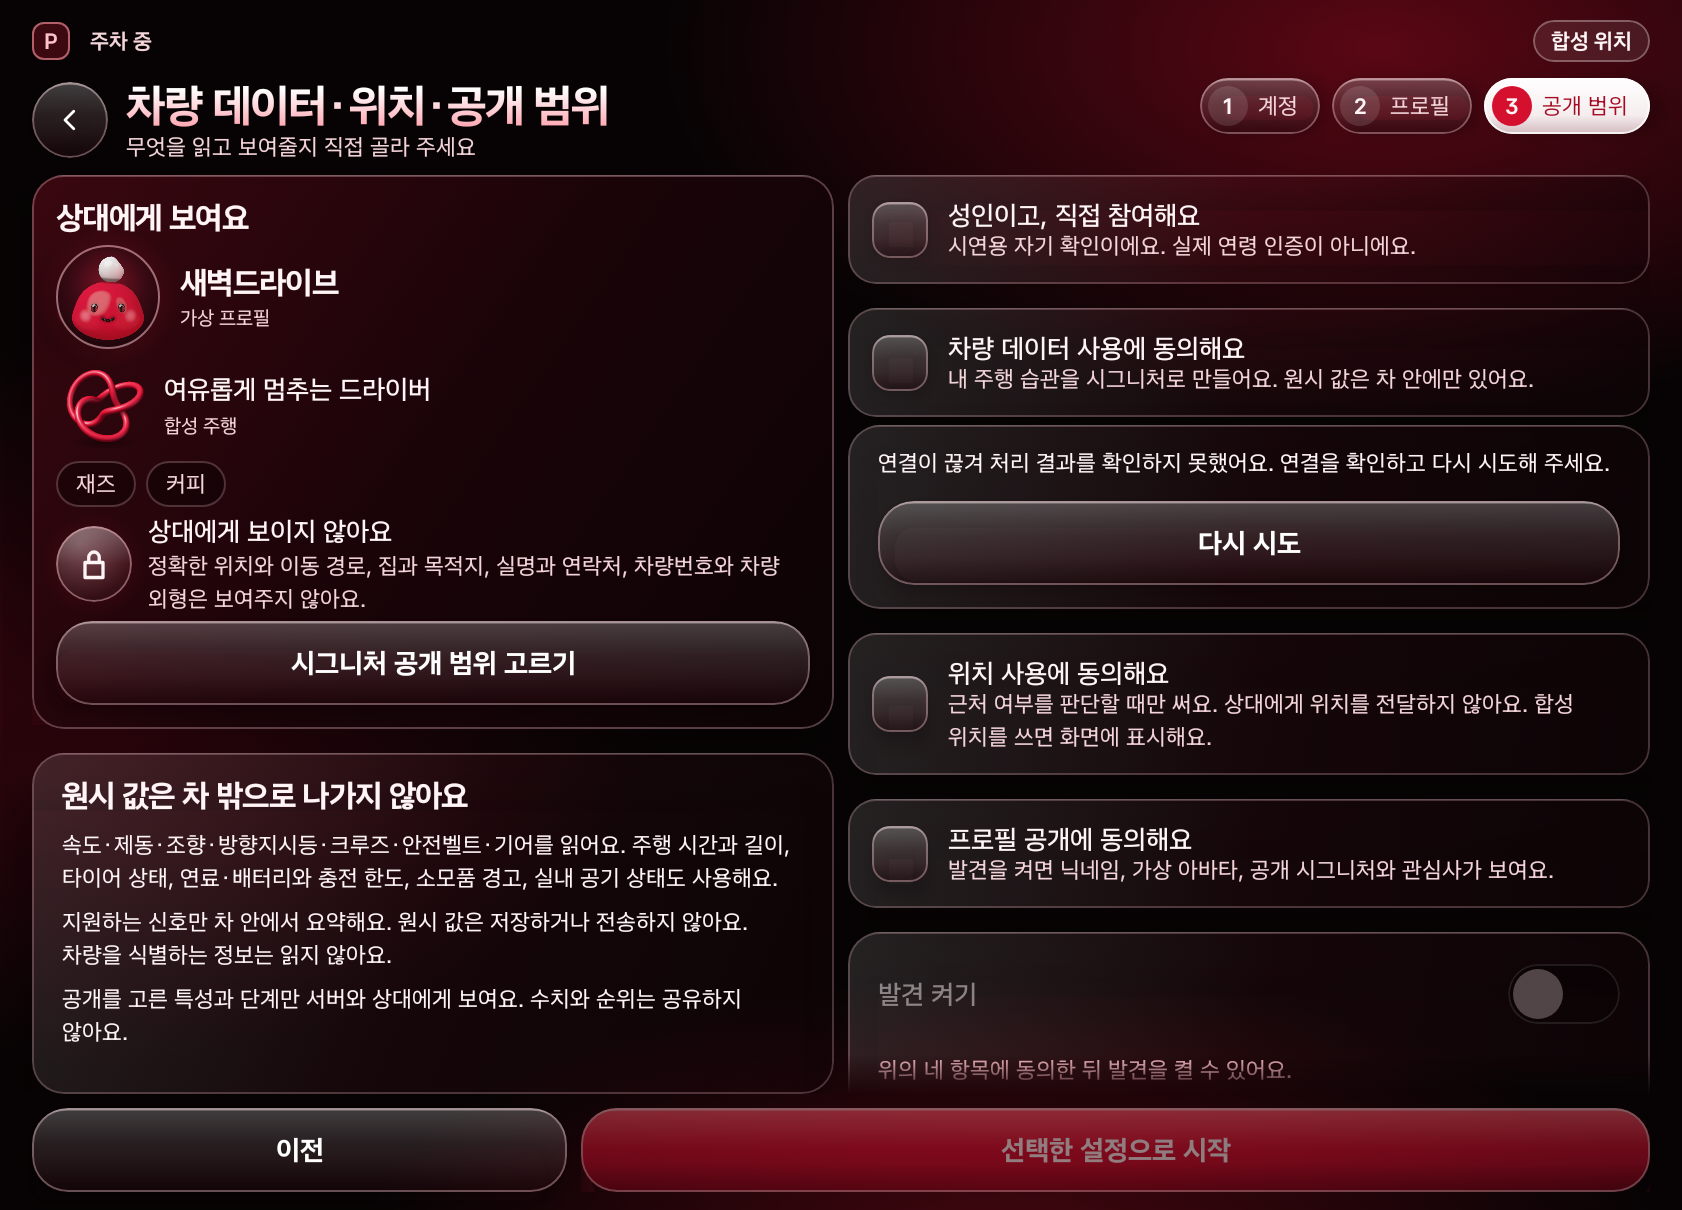 P 주차 중
합성 위치
차량 데이터·위치·공개 범위
무엇을 읽고 보여줄지 직접 골라 주세요
1 계정
2 프로필
3 공개 범위
상대에게 보여요
새벽드라이브
가상 프로필
여유롭게 멈추는 드라이버
합성 주행
재즈
커피
상대에게 보이지 않아요
정확한 위치와 이동 경로, 집과 목적지, 실명과 연락처, 차량번호와 차량
외형은 보여주지 않아요.
시그니처 공개 범위 고르기
원시 값은 차 밖으로 나가지 않아요
속도·제동·조향·방향지시등·크루즈·안전벨트·기어를 읽어요. 주행 시간과 길이,
타이어 상태, 연료·배터리와 충전 한도, 소모품 경고, 실내 공기 상태도 사용해요.
지원하는 신호만 차 안에서 요약해요. 원시 값은 저장하거나 전송하지 않아요.
차량을 식별하는 정보는 읽지 않아요.
공개를 고른 특성과 단계만 서버와 상대에게 보여요. 수치와 순위는 공유하지
않아요.
성인이고, 직접 참여해요
시연용 자기 확인이에요. 실제 연령 인증이 아니에요.
차량 데이터 사용에 동의해요
내 주행 습관을 시그니처로 만들어요. 원시 값은 차 안에만 있어요.
연결이 끊겨 처리 결과를 확인하지 못했어요. 연결을 확인하고 다시 시도해 주세요.
다시 시도
위치 사용에 동의해요
근처 여부를 판단할 때만 써요. 상대에게 위치를 전달하지 않아요. 합성
위치를 쓰면 화면에 표시해요.
프로필 공개에 동의해요
발견을 켜면 닉네임, 가상 아바타, 공개 시그니처와 관심사가 보여요.
발견 켜기
위의 네 항목에 동의한 뒤 발견을 켤 수 있어요.
이전
선택한 설정으로 시작